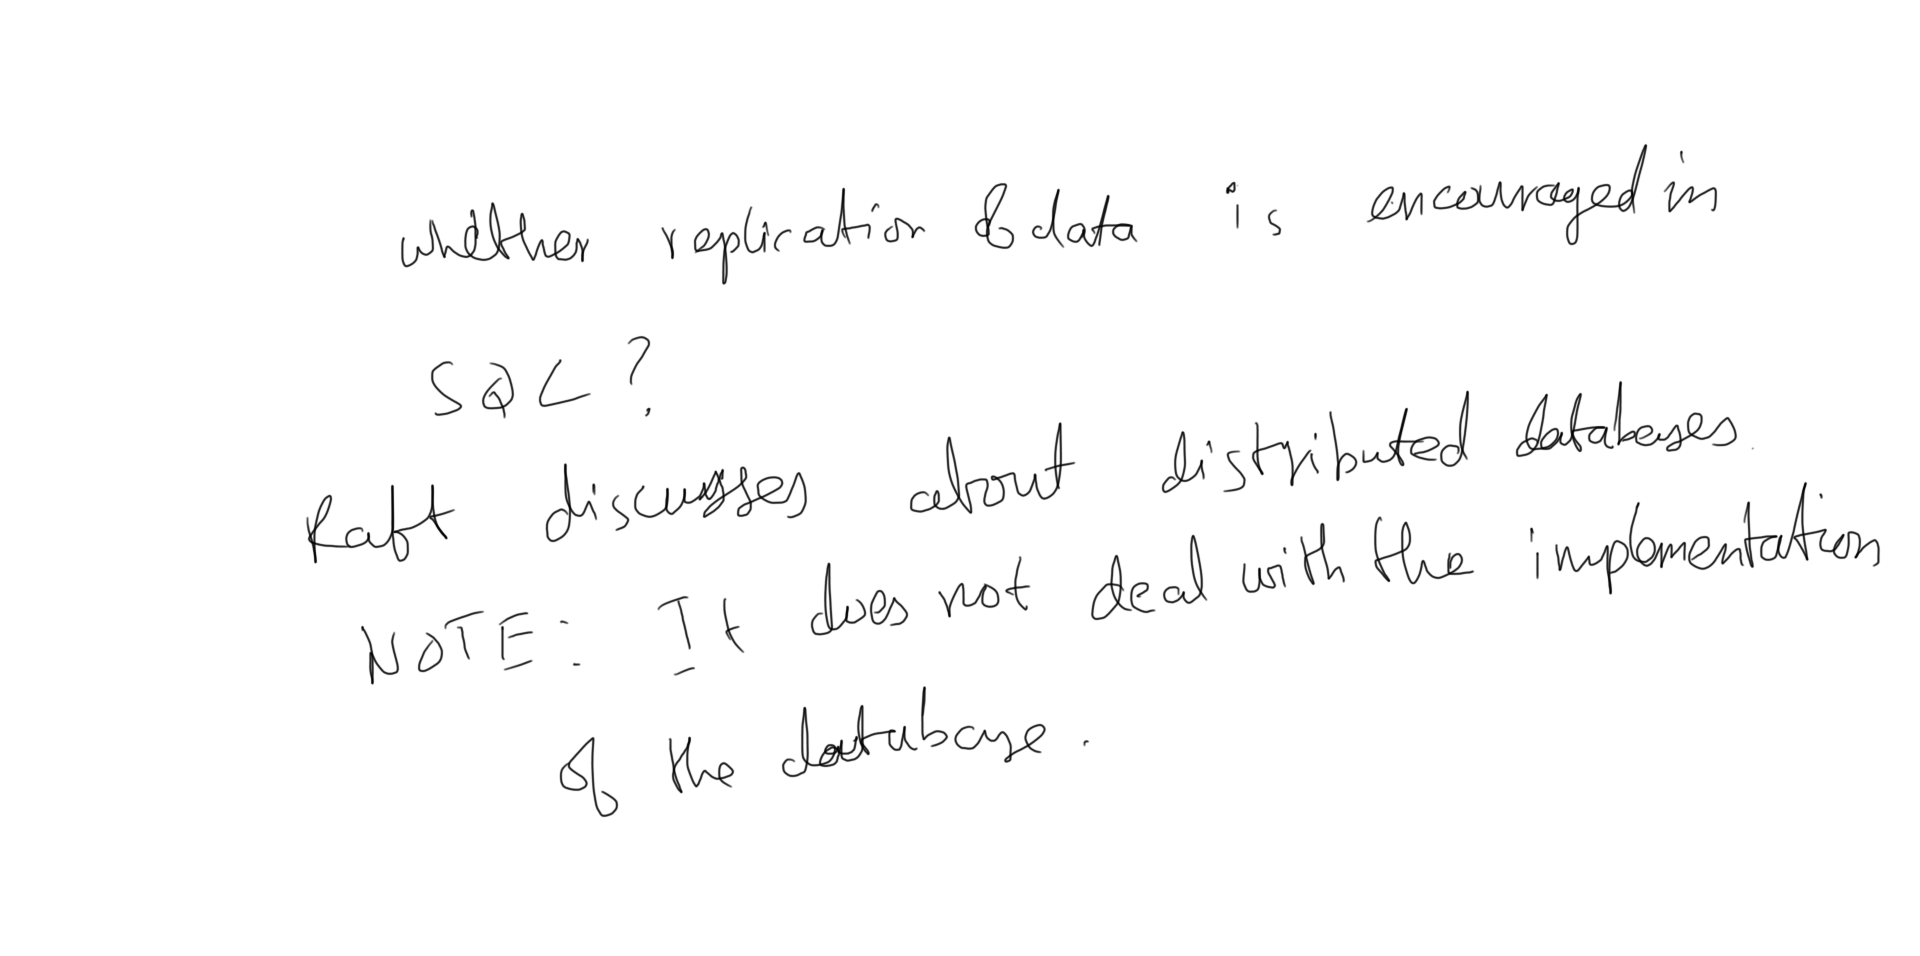 whether replication of data is encouraged in
SQL?
Raft discusses about distributed databases.
NOTE: It does not deal with the implementation
of the database.